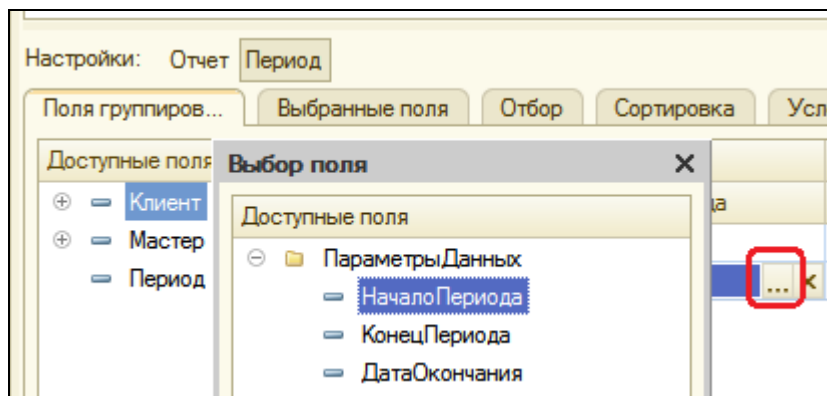 Настройки: Отчет Период
Поля группиров... Выбранные поля Отбор Сортировка Усл
Доступные поля Выбор поля X
Клиент
Мастер
Период
Доступные поля
ПараметрыДанных
НачалоПериода
КонецПериода
ДатаОкончания
ца
... X